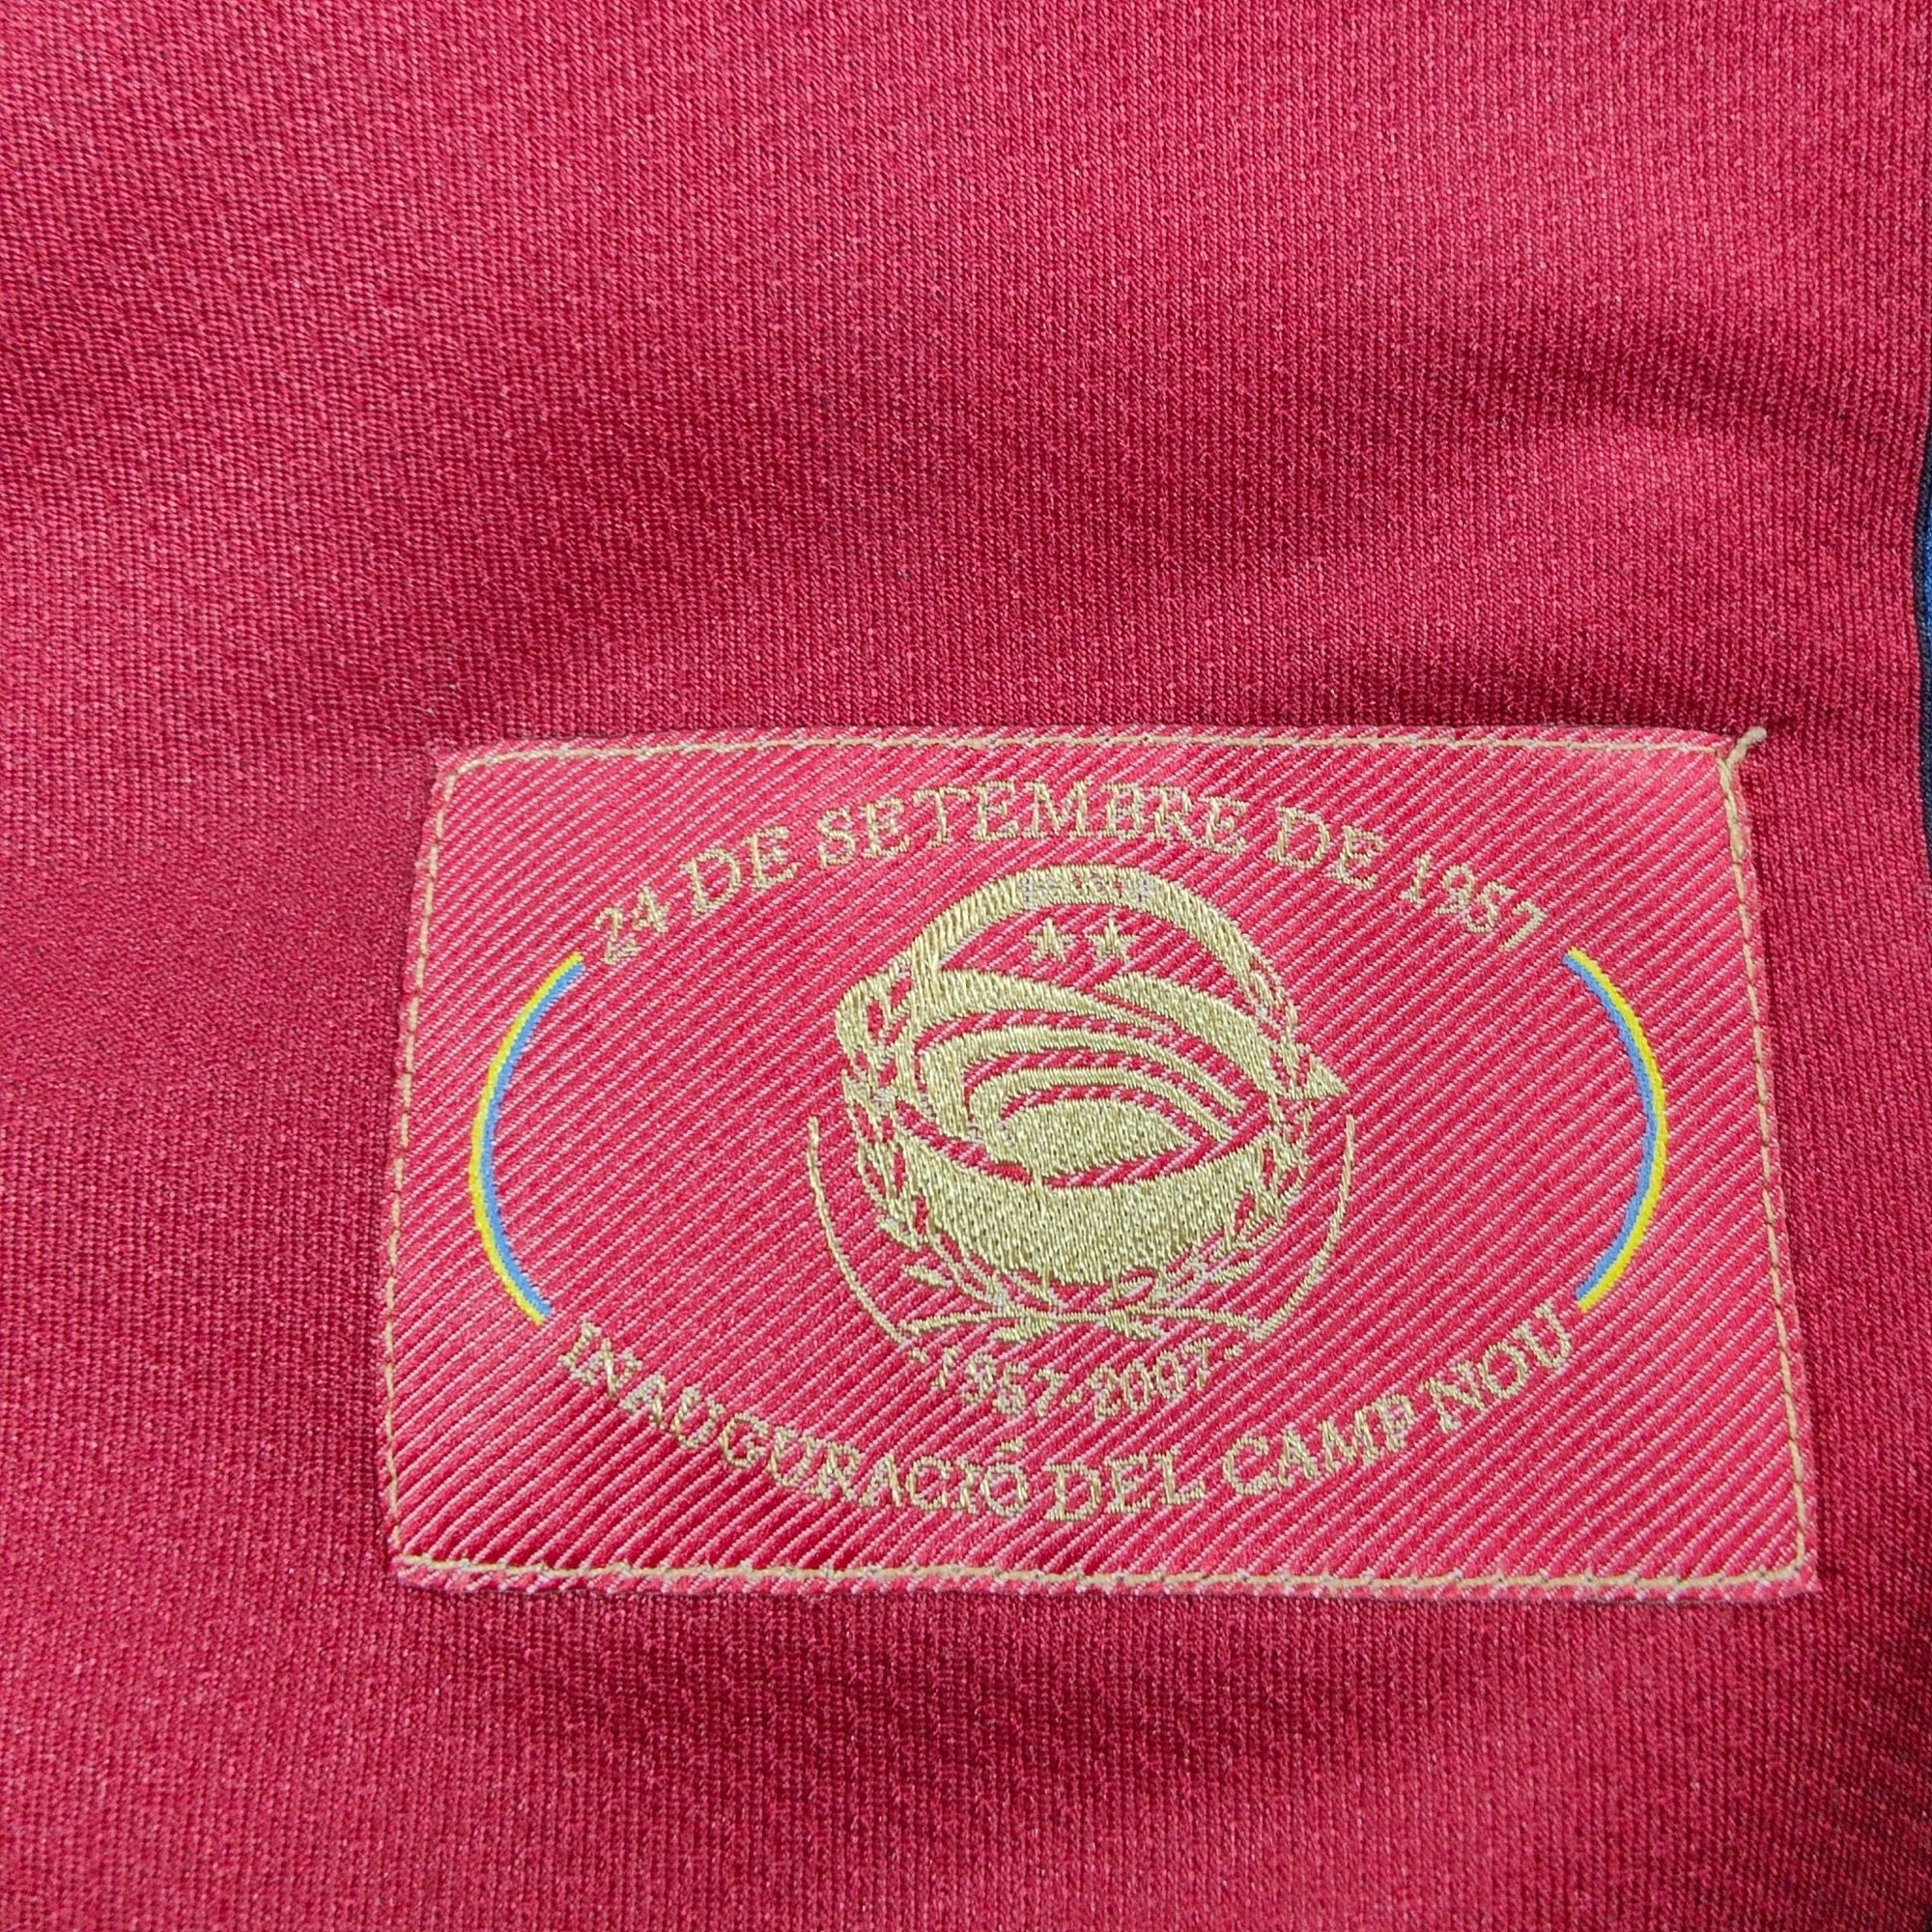 24 DE SETEMBRE DE 1957
1957-2007
INAUGURACIÓ DEL CAMP NOU